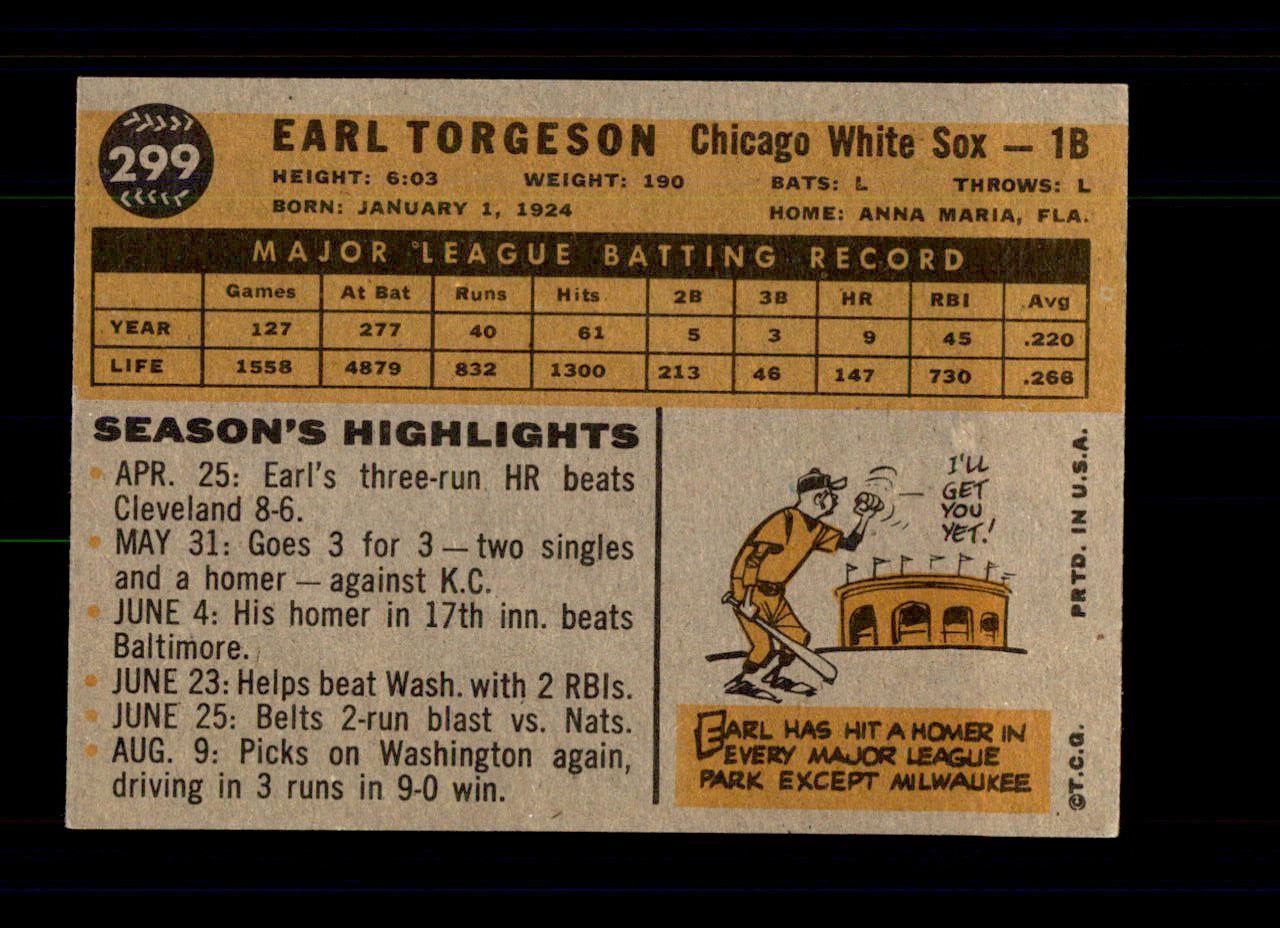 299
EARL TORGESON Chicago White Sox — 1B
HEIGHT: 6:03 WEIGHT: 190 BATS: L THROWS: L
BORN: JANUARY 1, 1924 HOME: ANNA MARIA, FLA.
MAJOR LEAGUE BATTING RECORD
Games At Bat Runs Hits 2B 3B HR RBI Avg
YEAR 127 277 40 61 5 3 9 45 .220
LIFE 1558 4879 832 1300 213 46 147 730 .266
SEASON'S HIGHLIGHTS
APR. 25: Earl's three-run HR beats
Cleveland 8-6.
MAY 31: Goes 3 for 3 — two singles
and a homer — against K.C.
JUNE 4: His homer in 17th inn. beats
Baltimore.
JUNE 23: Helps beat Wash. with 2 RBIs.
JUNE 25: Belts 2-run blast vs. Nats.
AUG. 9: Picks on Washington again,
driving in 3 runs in 9-0 win.
I'LL
GET
YOU
YET!
EARL HAS HIT A HOMER IN
EVERY MAJOR LEAGUE
PARK EXCEPT MILWAUKEE
©T.C.G. PRTD. IN U.S.A.